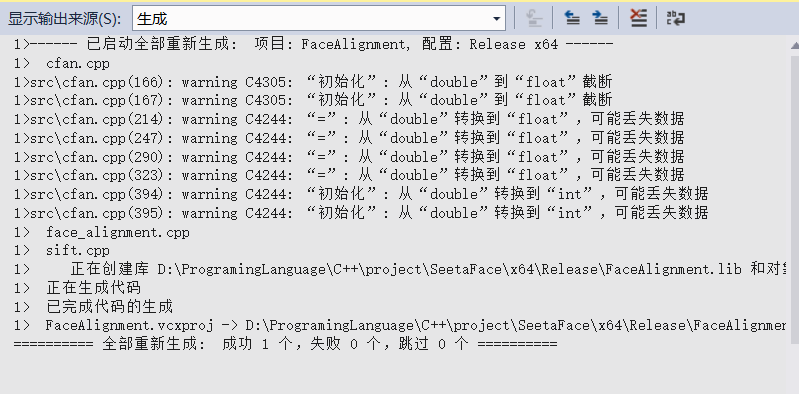 显示输出来源(S): 生成
1>------ 已启动全部重新生成: 项目: FaceAlignment, 配置: Release x64 ------
1>  cfan.cpp
1>src\cfan.cpp(166): warning C4305: “初始化”: 从“double”到“float”截断
1>src\cfan.cpp(167): warning C4305: “初始化”: 从“double”到“float”截断
1>src\cfan.cpp(214): warning C4244: “=”: 从“double”转换到“float”，可能丢失数据
1>src\cfan.cpp(247): warning C4244: “=”: 从“double”转换到“float”，可能丢失数据
1>src\cfan.cpp(290): warning C4244: “=”: 从“double”转换到“float”，可能丢失数据
1>src\cfan.cpp(323): warning C4244: “=”: 从“double”转换到“float”，可能丢失数据
1>src\cfan.cpp(394): warning C4244: “初始化”: 从“double”转换到“int”，可能丢失数据
1>src\cfan.cpp(395): warning C4244: “初始化”: 从“double”转换到“int”，可能丢失数据
1>  face_alignment.cpp
1>  sift.cpp
1>     正在创建库 D:\ProgramingLanguage\C++\project\SeetaFace\x64\Release\FaceAlignment.lib 和对
1>  正在生成代码
1>  已完成代码的生成
1>  FaceAlignment.vcxproj -> D:\ProgramingLanguage\C++\project\SeetaFace\x64\Release\FaceAlignmen
========== 全部重新生成: 成功 1 个，失败 0 个，跳过 0 个 ==========